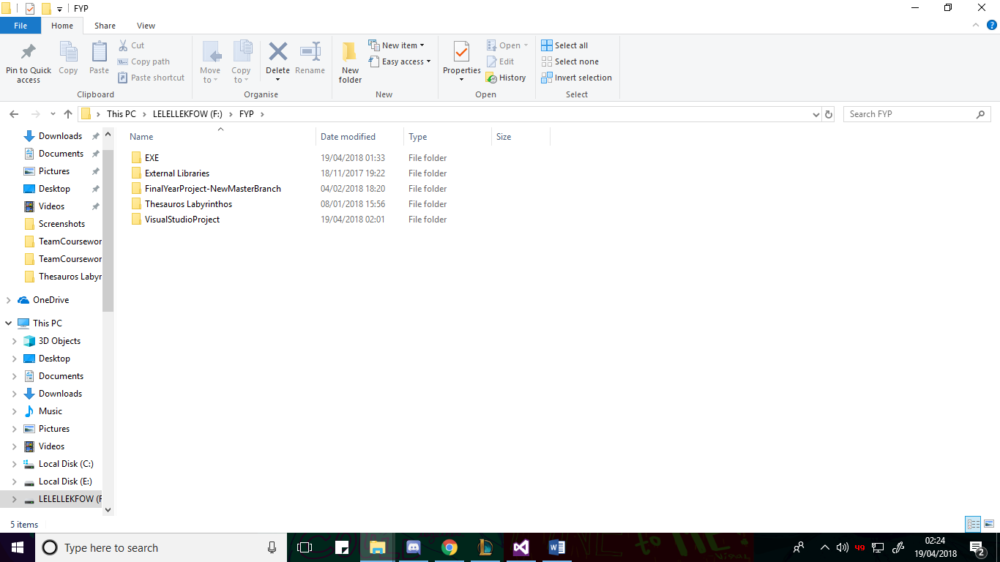 FYP
File Home Share View
Pin to Quick access
Copy
Paste
Cut
Copy path
Paste shortcut
Clipboard
Move to
Copy to
Delete
Rename
Organise
New folder
New item
Easy access
New
Properties
Open
Edit
History
Open
Select all
Select none
Invert selection
Select
This PC LELELLEKFOW (F:) FYP
Search FYP
Downloads
Documents
Pictures
Desktop
Videos
Screenshots
TeamCoursewor
TeamCoursewor
Thesauros Labyr
OneDrive
This PC
3D Objects
Desktop
Documents
Downloads
Music
Pictures
Videos
Local Disk (C:)
Local Disk (E:)
LELELLEKFOW (F
Name Date modified Type Size
EXE 19/04/2018 01:33 File folder
External Libraries 18/11/2017 19:22 File folder
FinalYearProject-NewMasterBranch 04/02/2018 18:20 File folder
Thesauros Labyrinthos 08/01/2018 15:56 File folder
VisualStudioProject 19/04/2018 02:01 File folder
5 items
Type here to search
02:24
19/04/2018
2